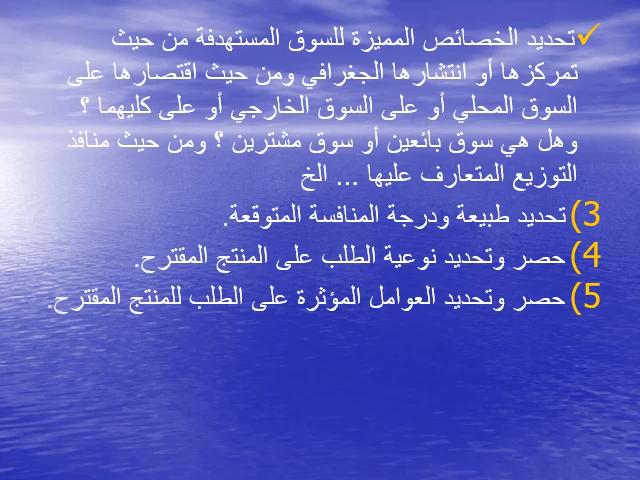 ✓ تحديد الخصائص المميزة للسوق المستهدفة من حيث
تمركزها أو انتشارها الجغرافي ومن حيث اقتصارها على
السوق المحلي أو على السوق الخارجي أو على كليهما ؟
وهل هي سوق بائعين أو سوق مشترين ؟ ومن حيث منافذ
التوزيع المتعارف عليها ... الخ
3) تحديد طبيعة ودرجة المنافسة المتوقعة.
4) حصر وتحديد نوعية الطلب على المنتج المقترح.
5) حصر وتحديد العوامل المؤثرة على الطلب للمنتج المقترح.